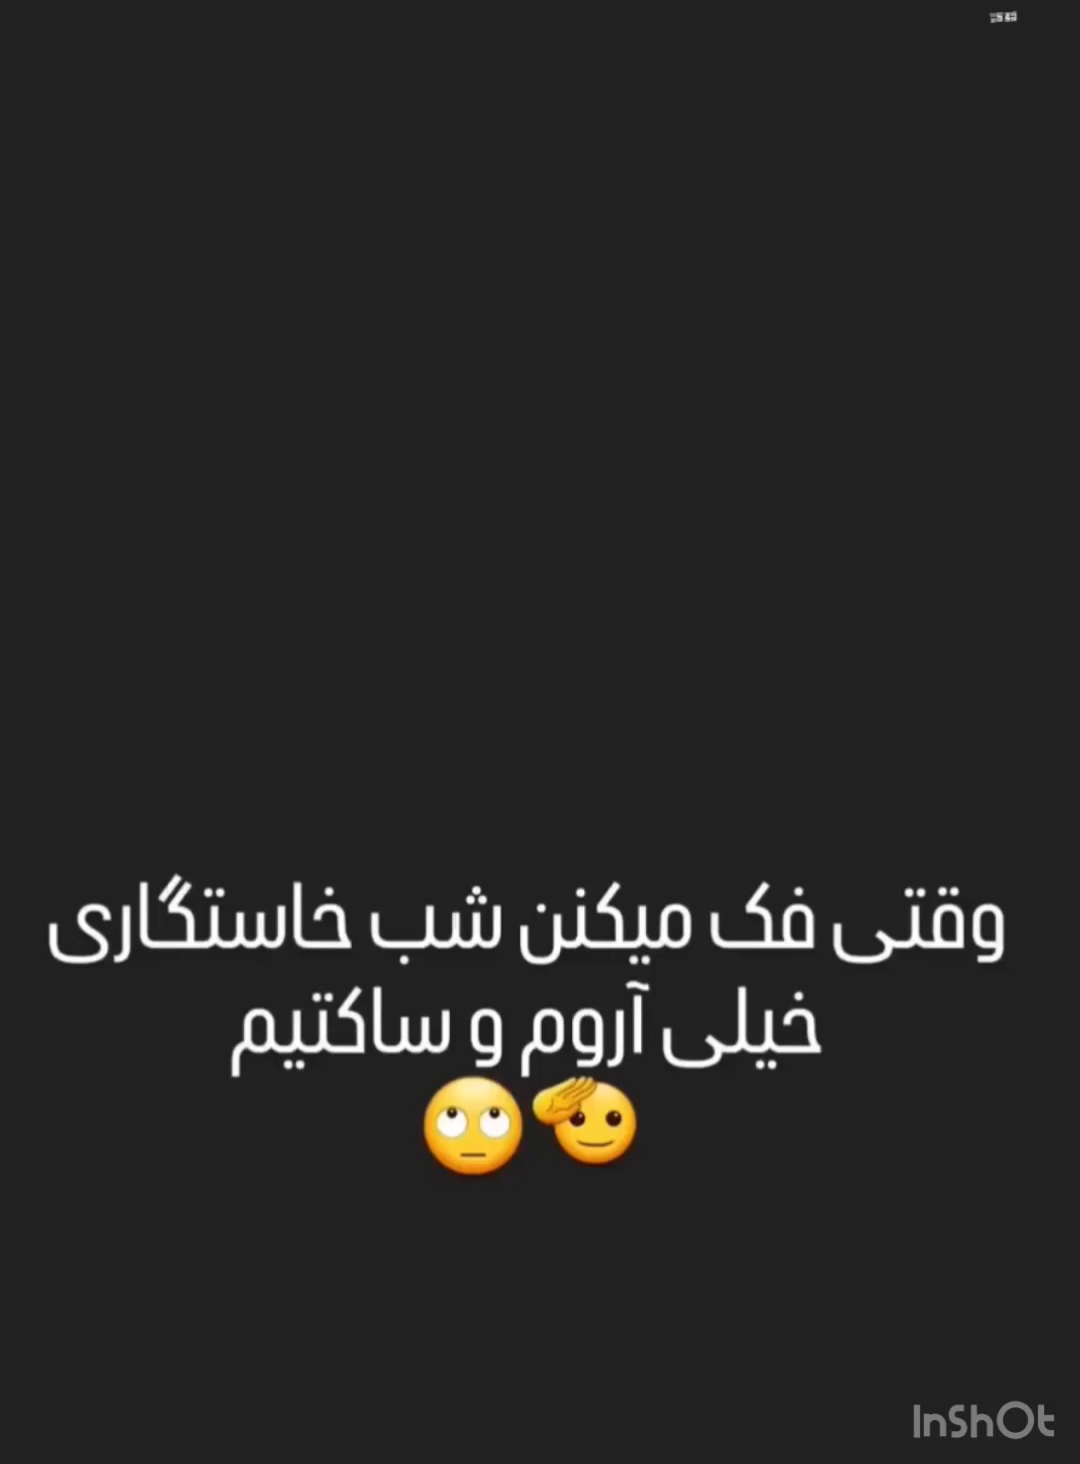 وقتی فک میکنن شب خاستگاری
خیلی آروم و ساکتیم
🫡🙄
InShOt